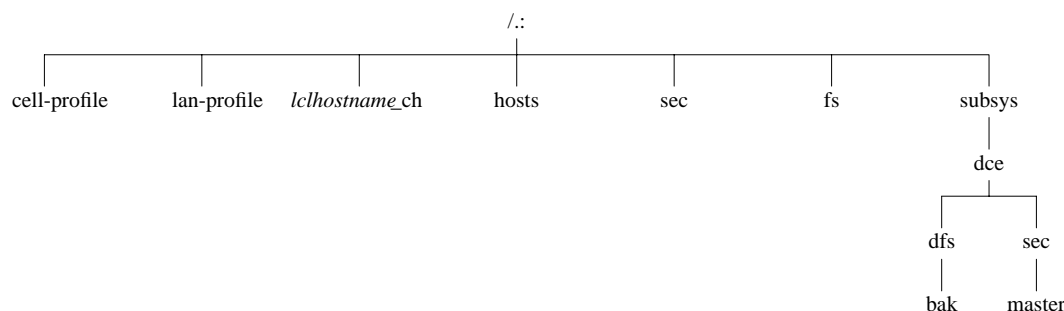 /.:
cell-profile lan-profile lclhostname_ch hosts sec fs subsys
dce
dfs sec
bak master